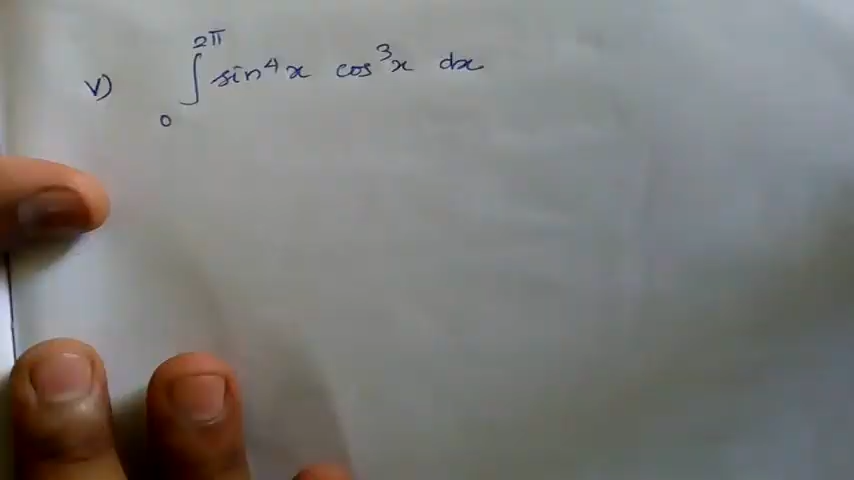 v) ∫₀^2π sin⁴x cos³x dx